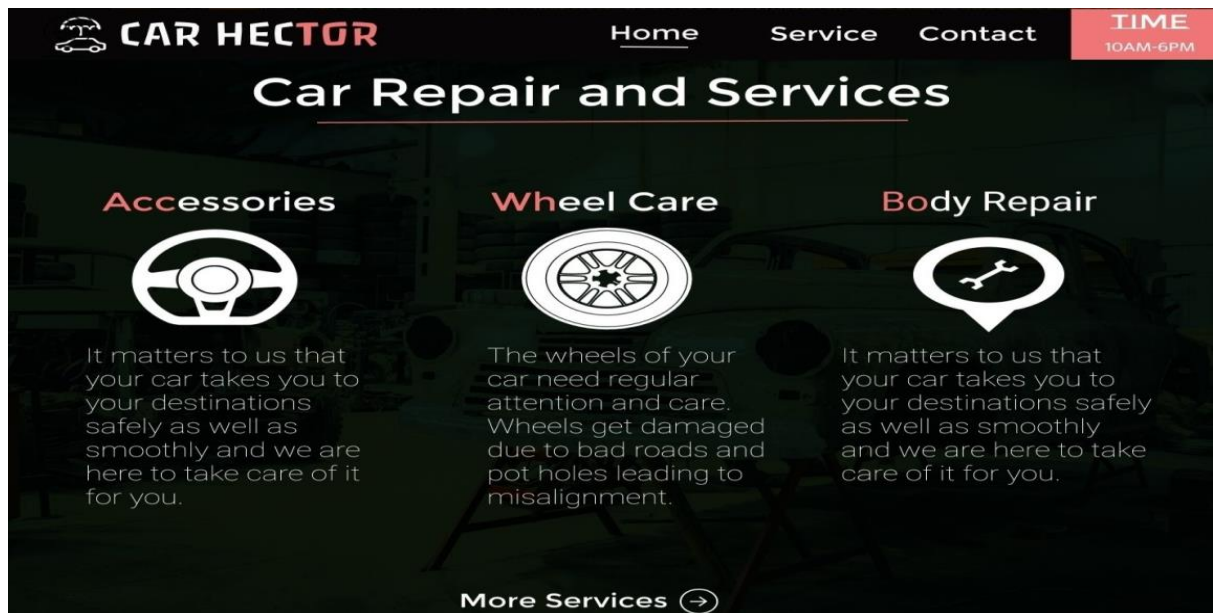 CAR HECTOR
Home Service Contact
TIME
10AM-6PM
Car Repair and Services
Accessories
It matters to us that
your car takes you to
your destinations
safely as well as
smoothly and we are
here to take care of it
for you.
Wheel Care
The wheels of your
car need regular
attention and care.
Wheels get damaged
due to bad roads and
pot holes leading to
misalignment.
Body Repair
It matters to us that
your car takes you to
your destinations safely
as well as smoothly
and we are here to take
care of it for you.
More Services